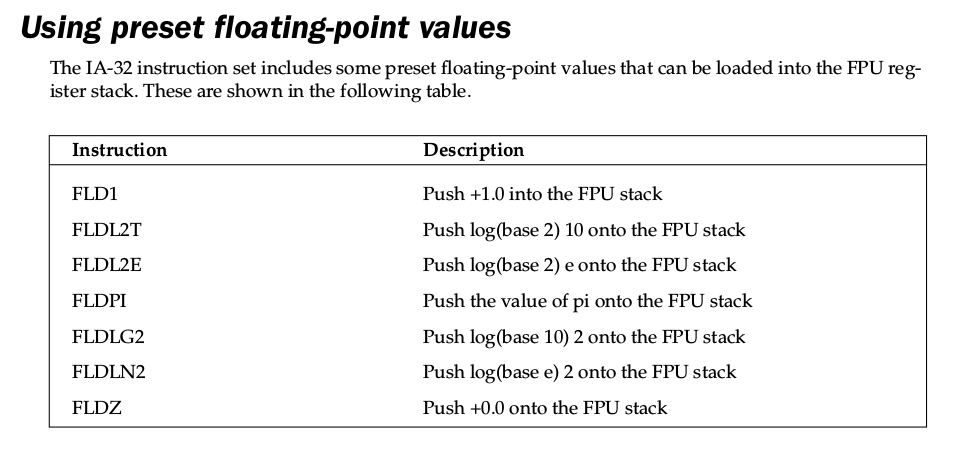 Using preset floating-point values
The IA-32 instruction set includes some preset floating-point values that can be loaded into the FPU reg-
ister stack. These are shown in the following table.
Instruction Description
FLD1 Push +1.0 into the FPU stack
FLDL2T Push log(base 2) 10 onto the FPU stack
FLDL2E Push log(base 2) e onto the FPU stack
FLDPI Push the value of pi onto the FPU stack
FLDLG2 Push log(base 10) 2 onto the FPU stack
FLDLN2 Push log(base e) 2 onto the FPU stack
FLDZ Push +0.0 onto the FPU stack